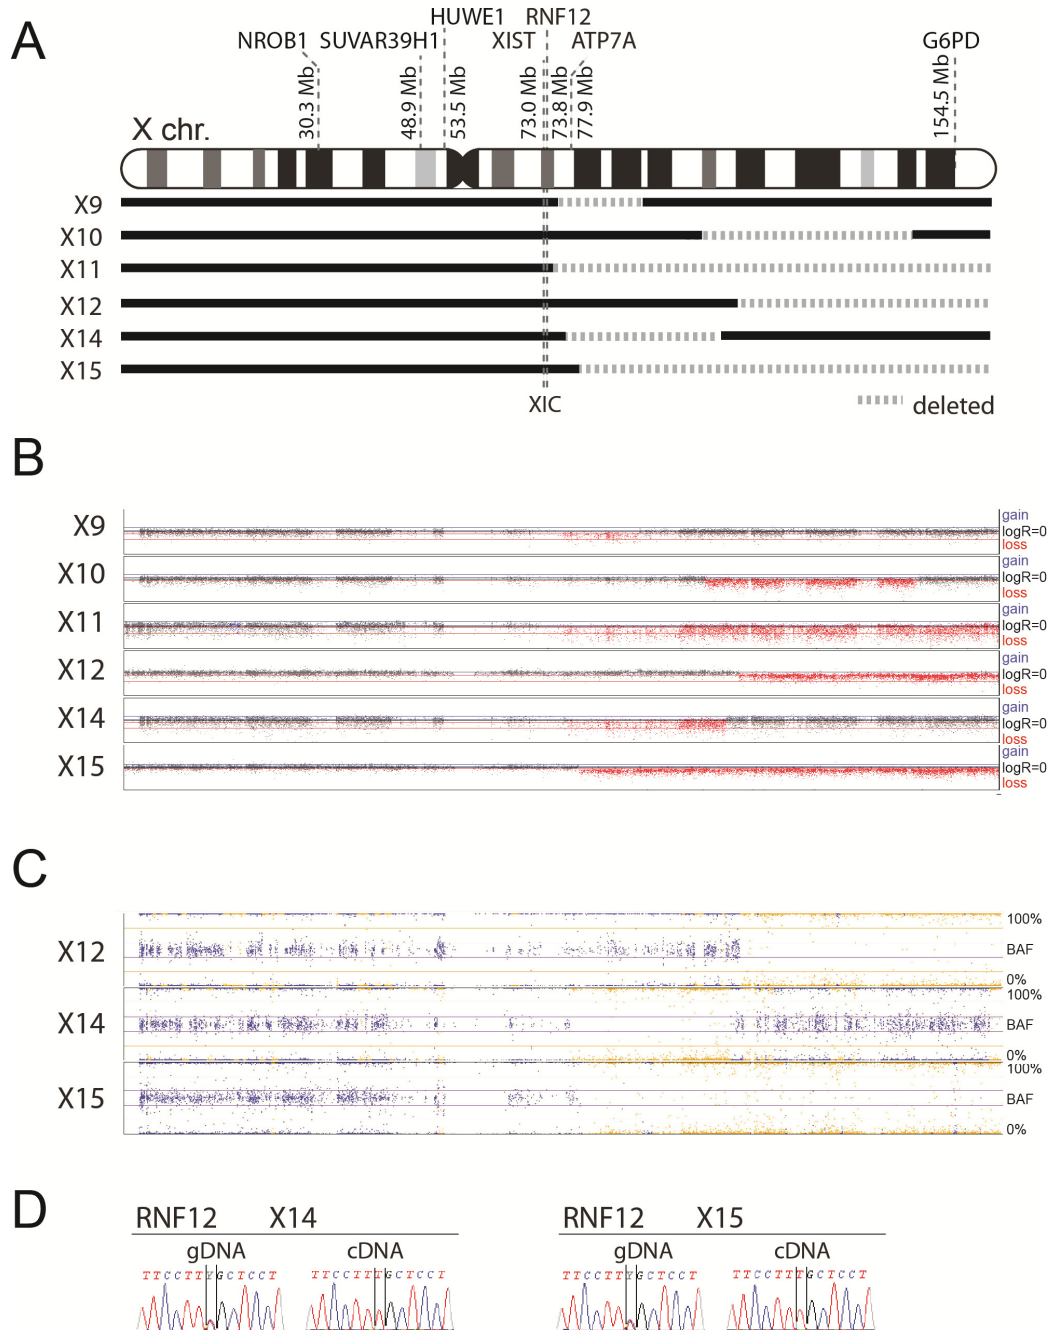 A
HUWE1 RNF12
NROB1 SUVAR39H1 XIST ATP7A G6PD
30.3 Mb 48.9 Mb 53.5 Mb 73.0 Mb 73.8 Mb 77.9 Mb 154.5 Mb
X chr.
X9
X10
X11
X12
X14
X15
XIC
deleted
B
X9 gain
logR=0
loss
X10 gain
logR=0
loss
X11 gain
logR=0
loss
X12 gain
logR=0
loss
X14 gain
logR=0
loss
X15 gain
logR=0
loss
C
100%
X12 BAF
0%
100%
X14 BAF
0%
100%
X15 BAF
0%
D
RNF12 X14 RNF12 X15
gDNA cDNA gDNA cDNA
TTCCTTYGCTCCT TTCCTTTGCTCCT TTCCTTYGCTCCT TTCCTTTGCTCCT